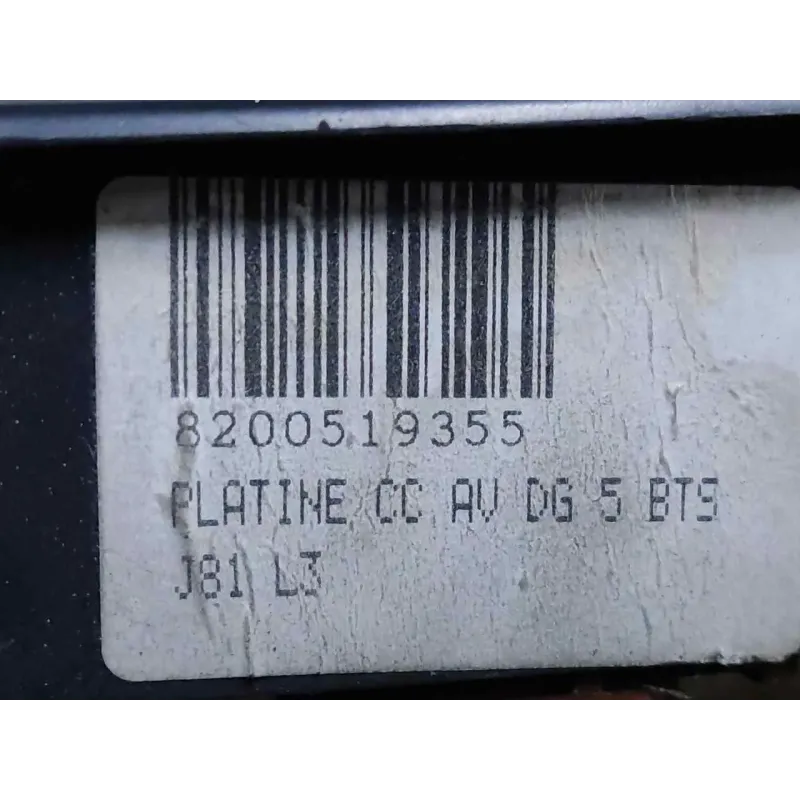 8200519355
PLATINE CC AV DG 5 BTS
J81 L3